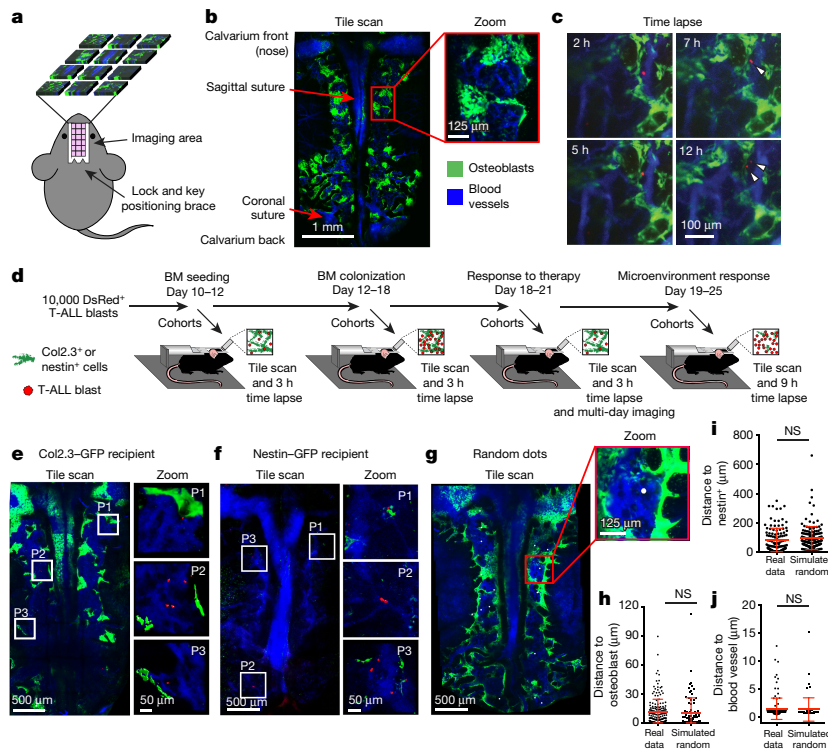 a
b
Tile scan
Zoom
Calvarium front
(nose)
Sagittal suture
125 μm
Osteoblasts
Blood
vessels
Coronal
suture
1 mm
Calvarium back
Imaging area
Lock and key
positioning brace
c
Time lapse
2 h
7 h
5 h
12 h
100 μm
d
10,000 DsRed⁺
T-ALL blasts
BM seeding
Day 10–12
BM colonization
Day 12–18
Response to therapy
Day 18–21
Microenvironment response
Day 19–25
Cohorts
Cohorts
Cohorts
Cohorts
Col2.3⁺ or
nestin⁺ cells
T-ALL blast
Tile scan
and 3 h
time lapse
Tile scan
and 3 h
time lapse
Tile scan
and 3 h
time lapse
and multi-day imaging
Tile scan
and 9 h
time lapse
e Col2.3–GFP recipient
Tile scan
Zoom
P1
P2
P3
500 μm
P1
P2
P3
50 μm
f Nestin–GFP recipient
Tile scan
Zoom
P3
P1
P2
500 μm
P1
P2
P3
50 μm
g Random dots
Tile scan
Zoom
125 μm
500 μm
h
NS
Distance to
osteoblast (μm)
120
90
60
30
0
Real
data
Simulated
random
i
NS
Distance to
nestin⁺ (μm)
800
600
400
200
0
Real
data
Simulated
random
j
NS
Distance to
blood vessel (μm)
20
15
10
5
0
Real
data
Simulated
random